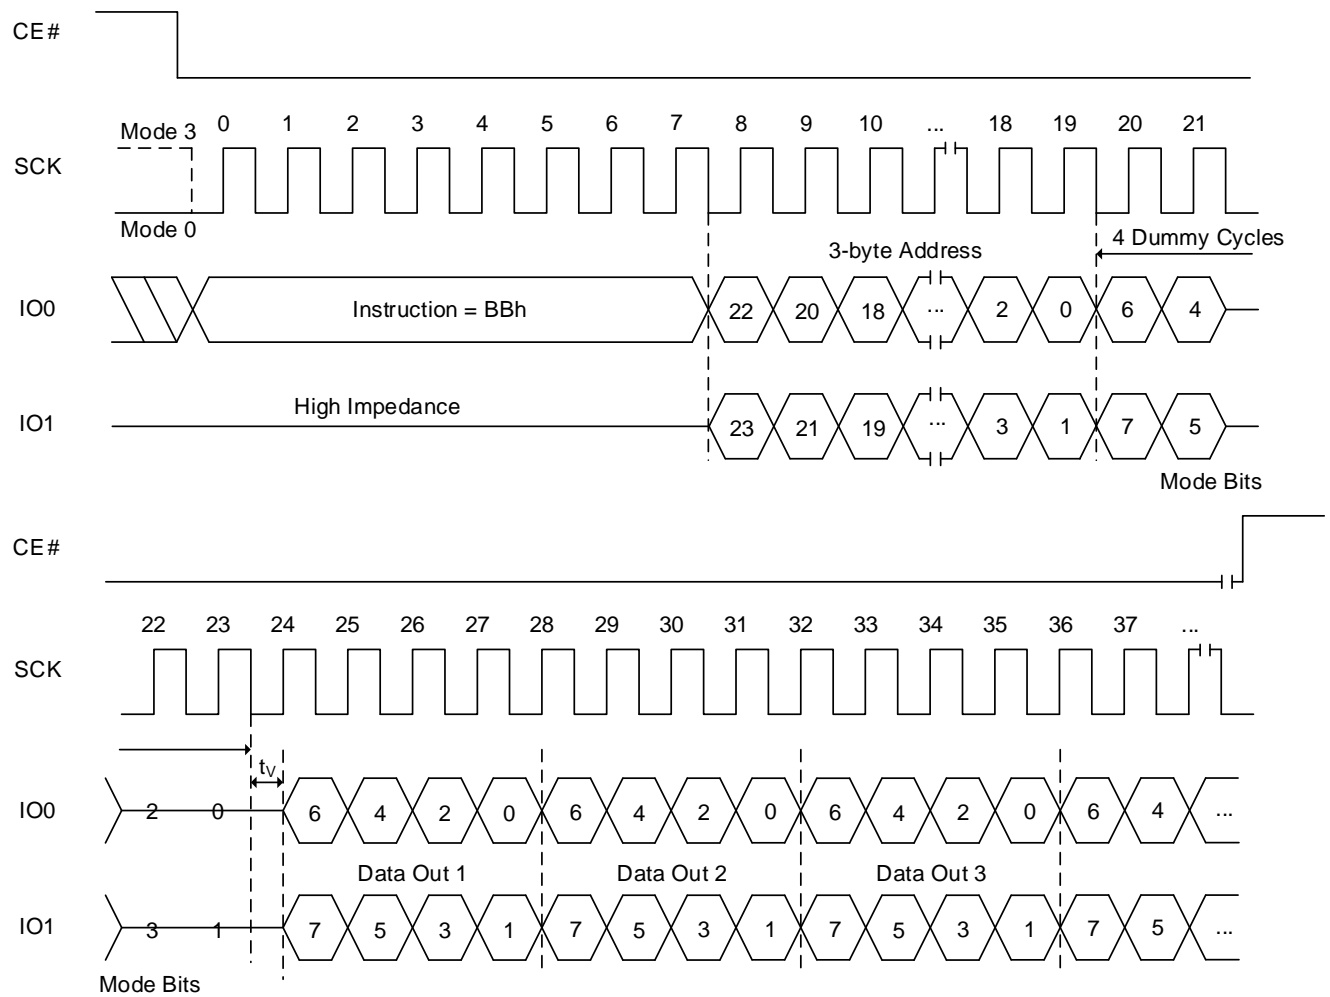 CE#
Mode 3 0 1 2 3 4 5 6 7 8 9 10 ... 18 19 20 21
SCK
Mode 0
3-byte Address 4 Dummy Cycles
IO0 Instruction = BBh 22 20 18 ... 2 0 6 4
High Impedance
IO1 23 21 19 ... 3 1 7 5
Mode Bits
CE#
22 23 24 25 26 27 28 29 30 31 32 33 34 35 36 37 ...
SCK
tV
IO0 2 0 6 4 2 0 6 4 2 0 6 4 2 0 6 4 ...
Data Out 1 Data Out 2 Data Out 3
IO1 3 1 7 5 3 1 7 5 3 1 7 5 3 1 7 5 ...
Mode Bits